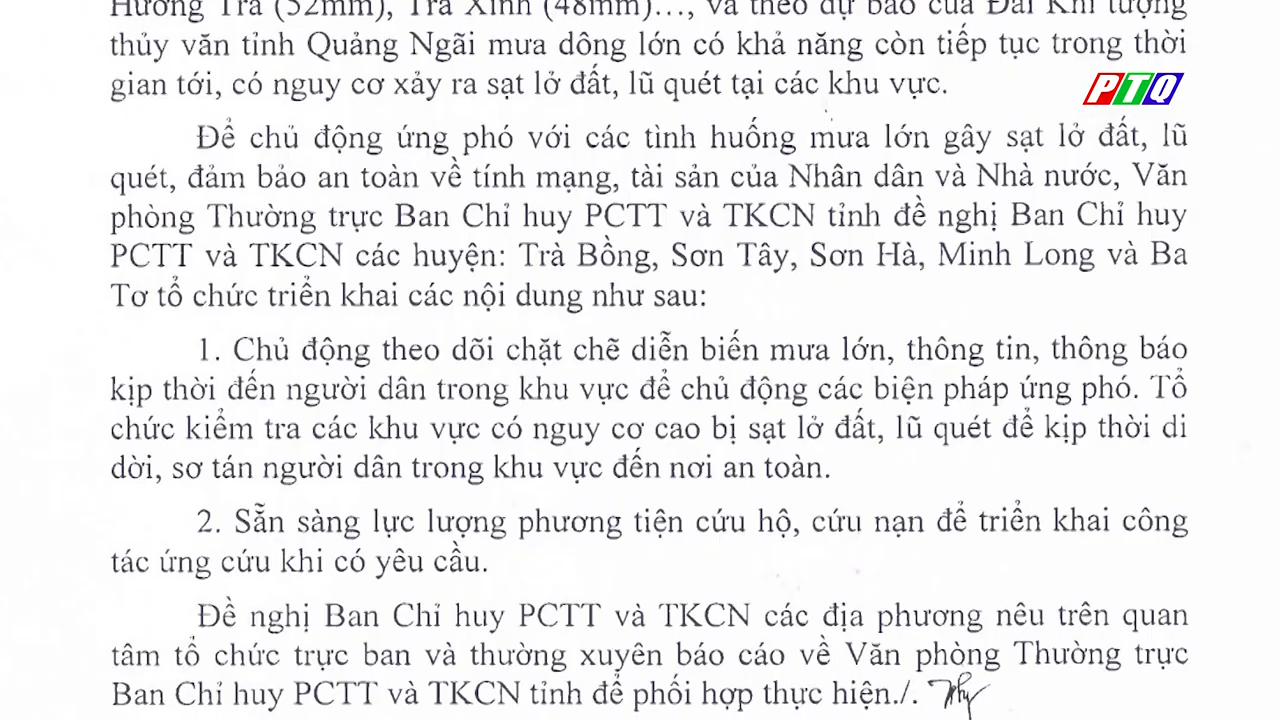 Hương Trà (52mm), Trà Xinh (48mm)..., và theo dự báo của Đài Khí tượng
thủy văn tỉnh Quảng Ngãi mưa dông lớn có khả năng còn tiếp tục trong thời
gian tới, có nguy cơ xảy ra sạt lở đất, lũ quét tại các khu vực.
PTQ
Để chủ động ứng phó với các tình huống mưa lớn gây sạt lở đất, lũ
quét, đảm bảo an toàn về tính mạng, tài sản của Nhân dân và Nhà nước, Văn
phòng Thường trực Ban Chỉ huy PCTT và TKCN tỉnh đề nghị Ban Chỉ huy
PCTT và TKCN các huyện: Trà Bồng, Sơn Tây, Sơn Hà, Minh Long và Ba
Tơ tổ chức triển khai các nội dung như sau:
1. Chủ động theo dõi chặt chẽ diễn biến mưa lớn, thông tin, thông báo
kịp thời đến người dân trong khu vực để chủ động các biện pháp ứng phó. Tổ
chức kiểm tra các khu vực có nguy cơ cao bị sạt lở đất, lũ quét để kịp thời di
dời, sơ tán người dân trong khu vực đến nơi an toàn.
2. Sẵn sàng lực lượng phương tiện cứu hộ, cứu nạn để triển khai công
tác ứng cứu khi có yêu cầu.
Đề nghị Ban Chỉ huy PCTT và TKCN các địa phương nêu trên quan
tâm tổ chức trực ban và thường xuyên báo cáo về Văn phòng Thường trực
Ban Chỉ huy PCTT và TKCN tỉnh để phối hợp thực hiện./.